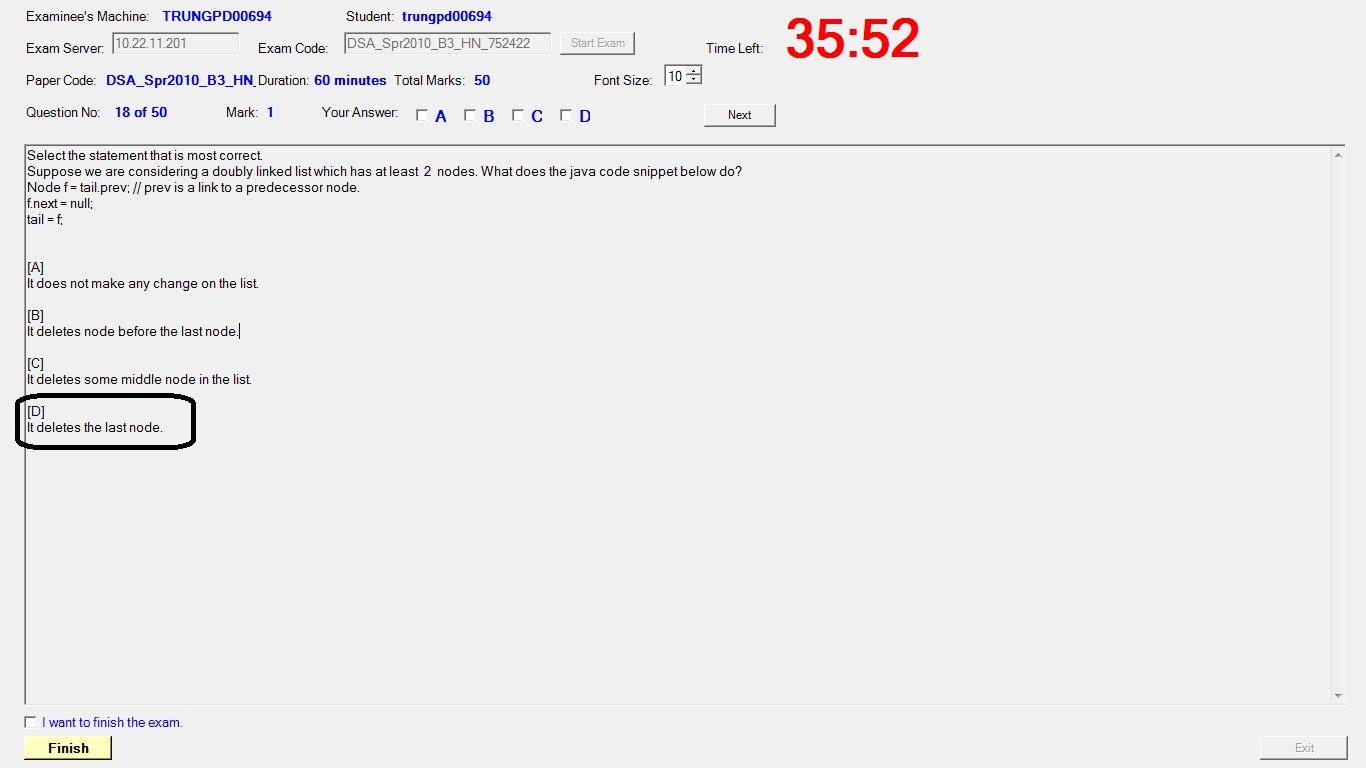 Examinee's Machine: TRUNGPD00694 Student: trungpd00694
Exam Server: 10.22.11.201 Exam Code: DSA_Spr2010_B3_HN_752422 Start Exam Time Left: 35:52
Paper Code: DSA_Spr2010_B3_HN_ Duration: 60 minutes Total Marks: 50 Font Size: 10
Question No: 18 of 50 Mark: 1 Your Answer: A B C D Next
Select the statement that is most correct.
Suppose we are considering a doubly linked list which has at least 2 nodes. What does the java code snippet below do?
Node f = tail.prev; // prev is a link to a predecessor node.
f.next = null;
tail = f;
[A]
It does not make any change on the list.
[B]
It deletes node before the last node.
[C]
It deletes some middle node in the list.
[D]
It deletes the last node.
I want to finish the exam.
Finish Exit